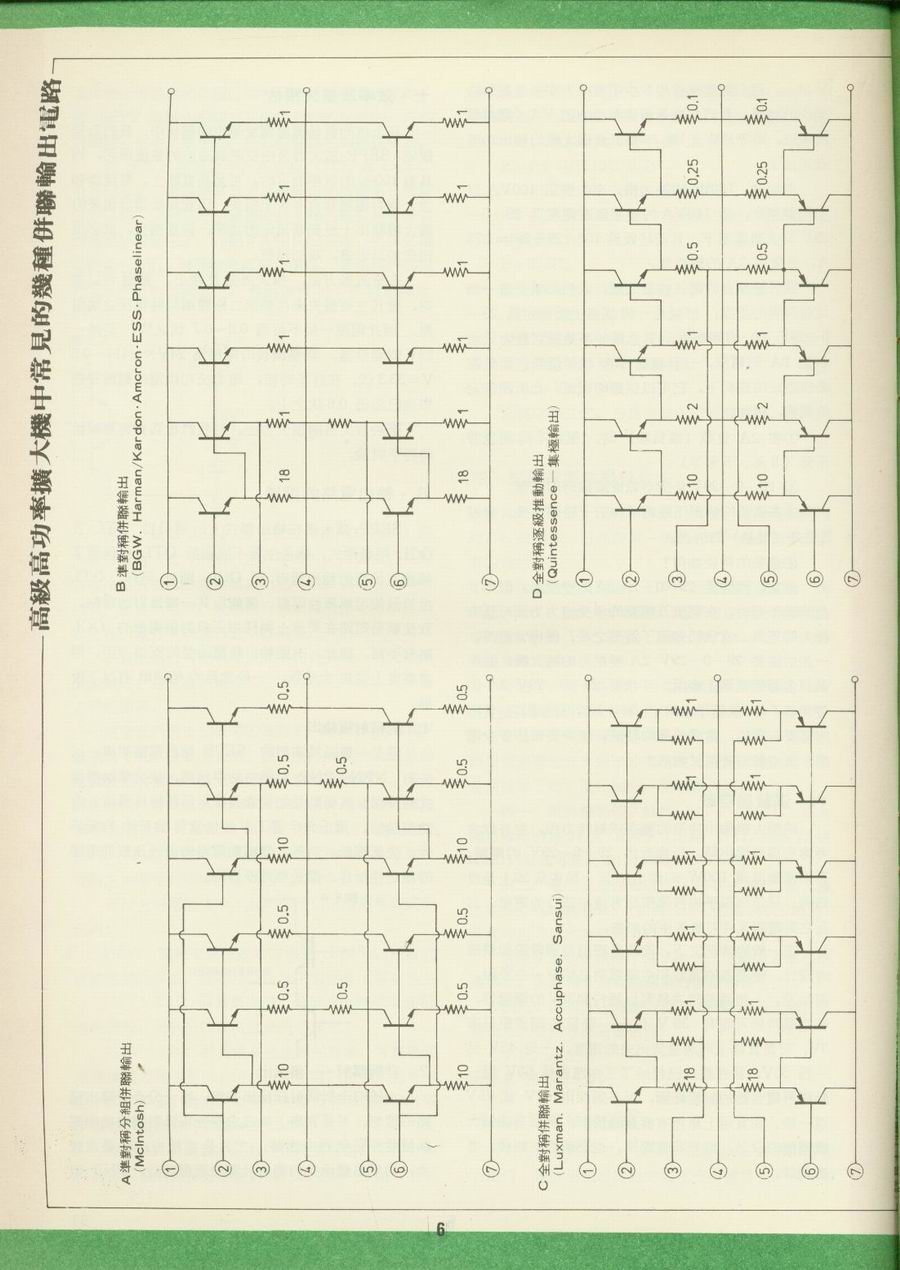 高級高功率擴大機中常見的幾種併聯輸出電路
A 準對稱分組併聯輸出
(McIntosh)
①
②
③
④
⑤
⑥
⑦
10 0.5 0.5 10 0.5 0.5
0.5 0.5
10 0.5 0.5 10 0.5 0.5
B 準對稱併聯輸出
(BGW. Harman/Kardon·Amcron·ESS·Phaselinear)
①
②
③
④
⑤
⑥
⑦
18 1 1 1 1 1
18 1 1 1 1 1
C 全對稱併聯輸出
(Luxman. Marantz. Accuphase. Sansui)
①
②
③
④
⑤
⑥
⑦
18 1 1 1 1 1
18 1 1 1 1 1
D 全對稱逐級推動輸出
(Quintessence—集極輸出)
①
②
③
④
⑤
⑥
⑦
10 2 1 0.5 0.25 0.1
10 2 1 0.5 0.25 0.1
6